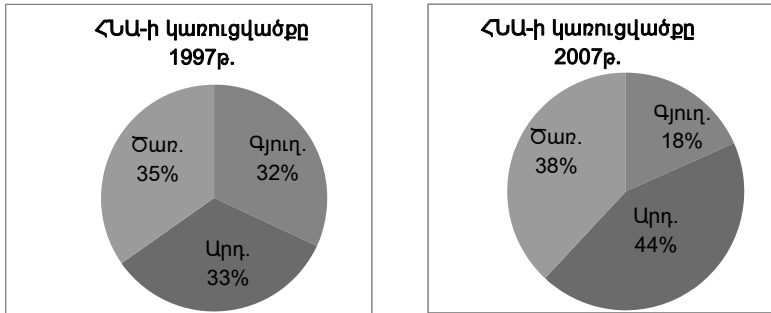 ՀՆԱ-ի կառուցվածքը
1997թ.
Ծառ.
35%
Գյուղ.
32%
Արդ.
33%
ՀՆԱ-ի կառուցվածքը
2007թ.
Ծառ.
38%
Գյուղ.
18%
Արդ.
44%